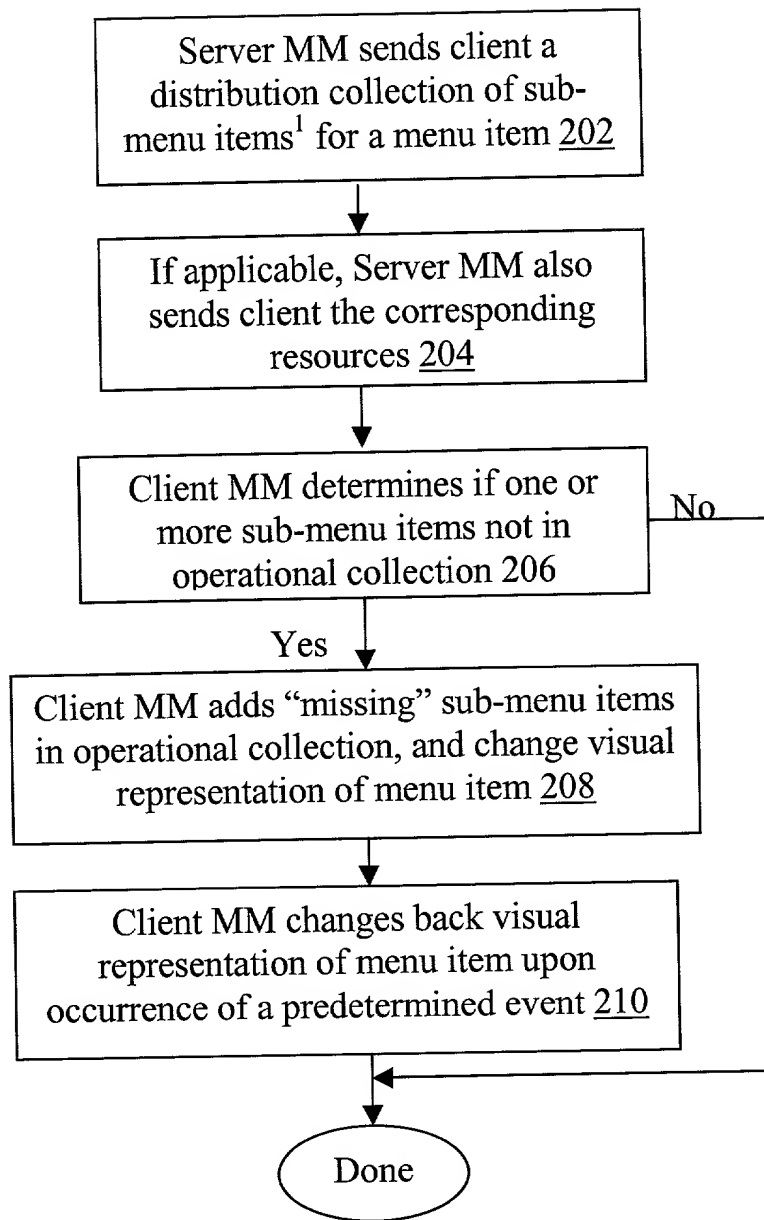 Server MM sends client a
distribution collection of sub-
menu items¹ for a menu item 202
If applicable, Server MM also
sends client the corresponding
resources 204
Client MM determines if one or
more sub-menu items not in
operational collection 206
No
Yes
Client MM adds “missing” sub-menu items
in operational collection, and change visual
representation of menu item 208
Client MM changes back visual
representation of menu item upon
occurrence of a predetermined event 210
Done